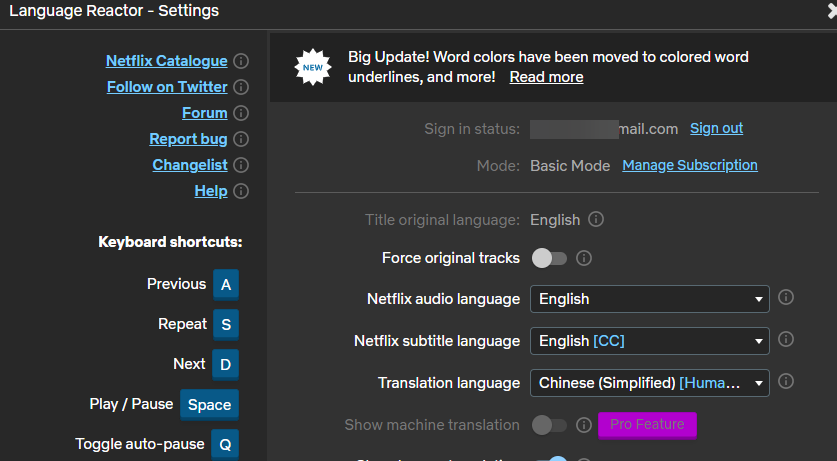 Language Reactor - Settings
Netflix Catalogue
Follow on Twitter
Forum
Report bug
Changelist
Help
Keyboard shortcuts:
Previous A
Repeat S
Next D
Play / Pause Space
Toggle auto-pause Q
NEW
Big Update! Word colors have been moved to colored word
underlines, and more! Read more
Sign in status: mail.com Sign out
Mode: Basic Mode Manage Subscription
Title original language: English
Force original tracks
Netflix audio language English
Netflix subtitle language English [CC]
Translation language Chinese (Simplified) [Huma...
Show machine translation Pro Feature